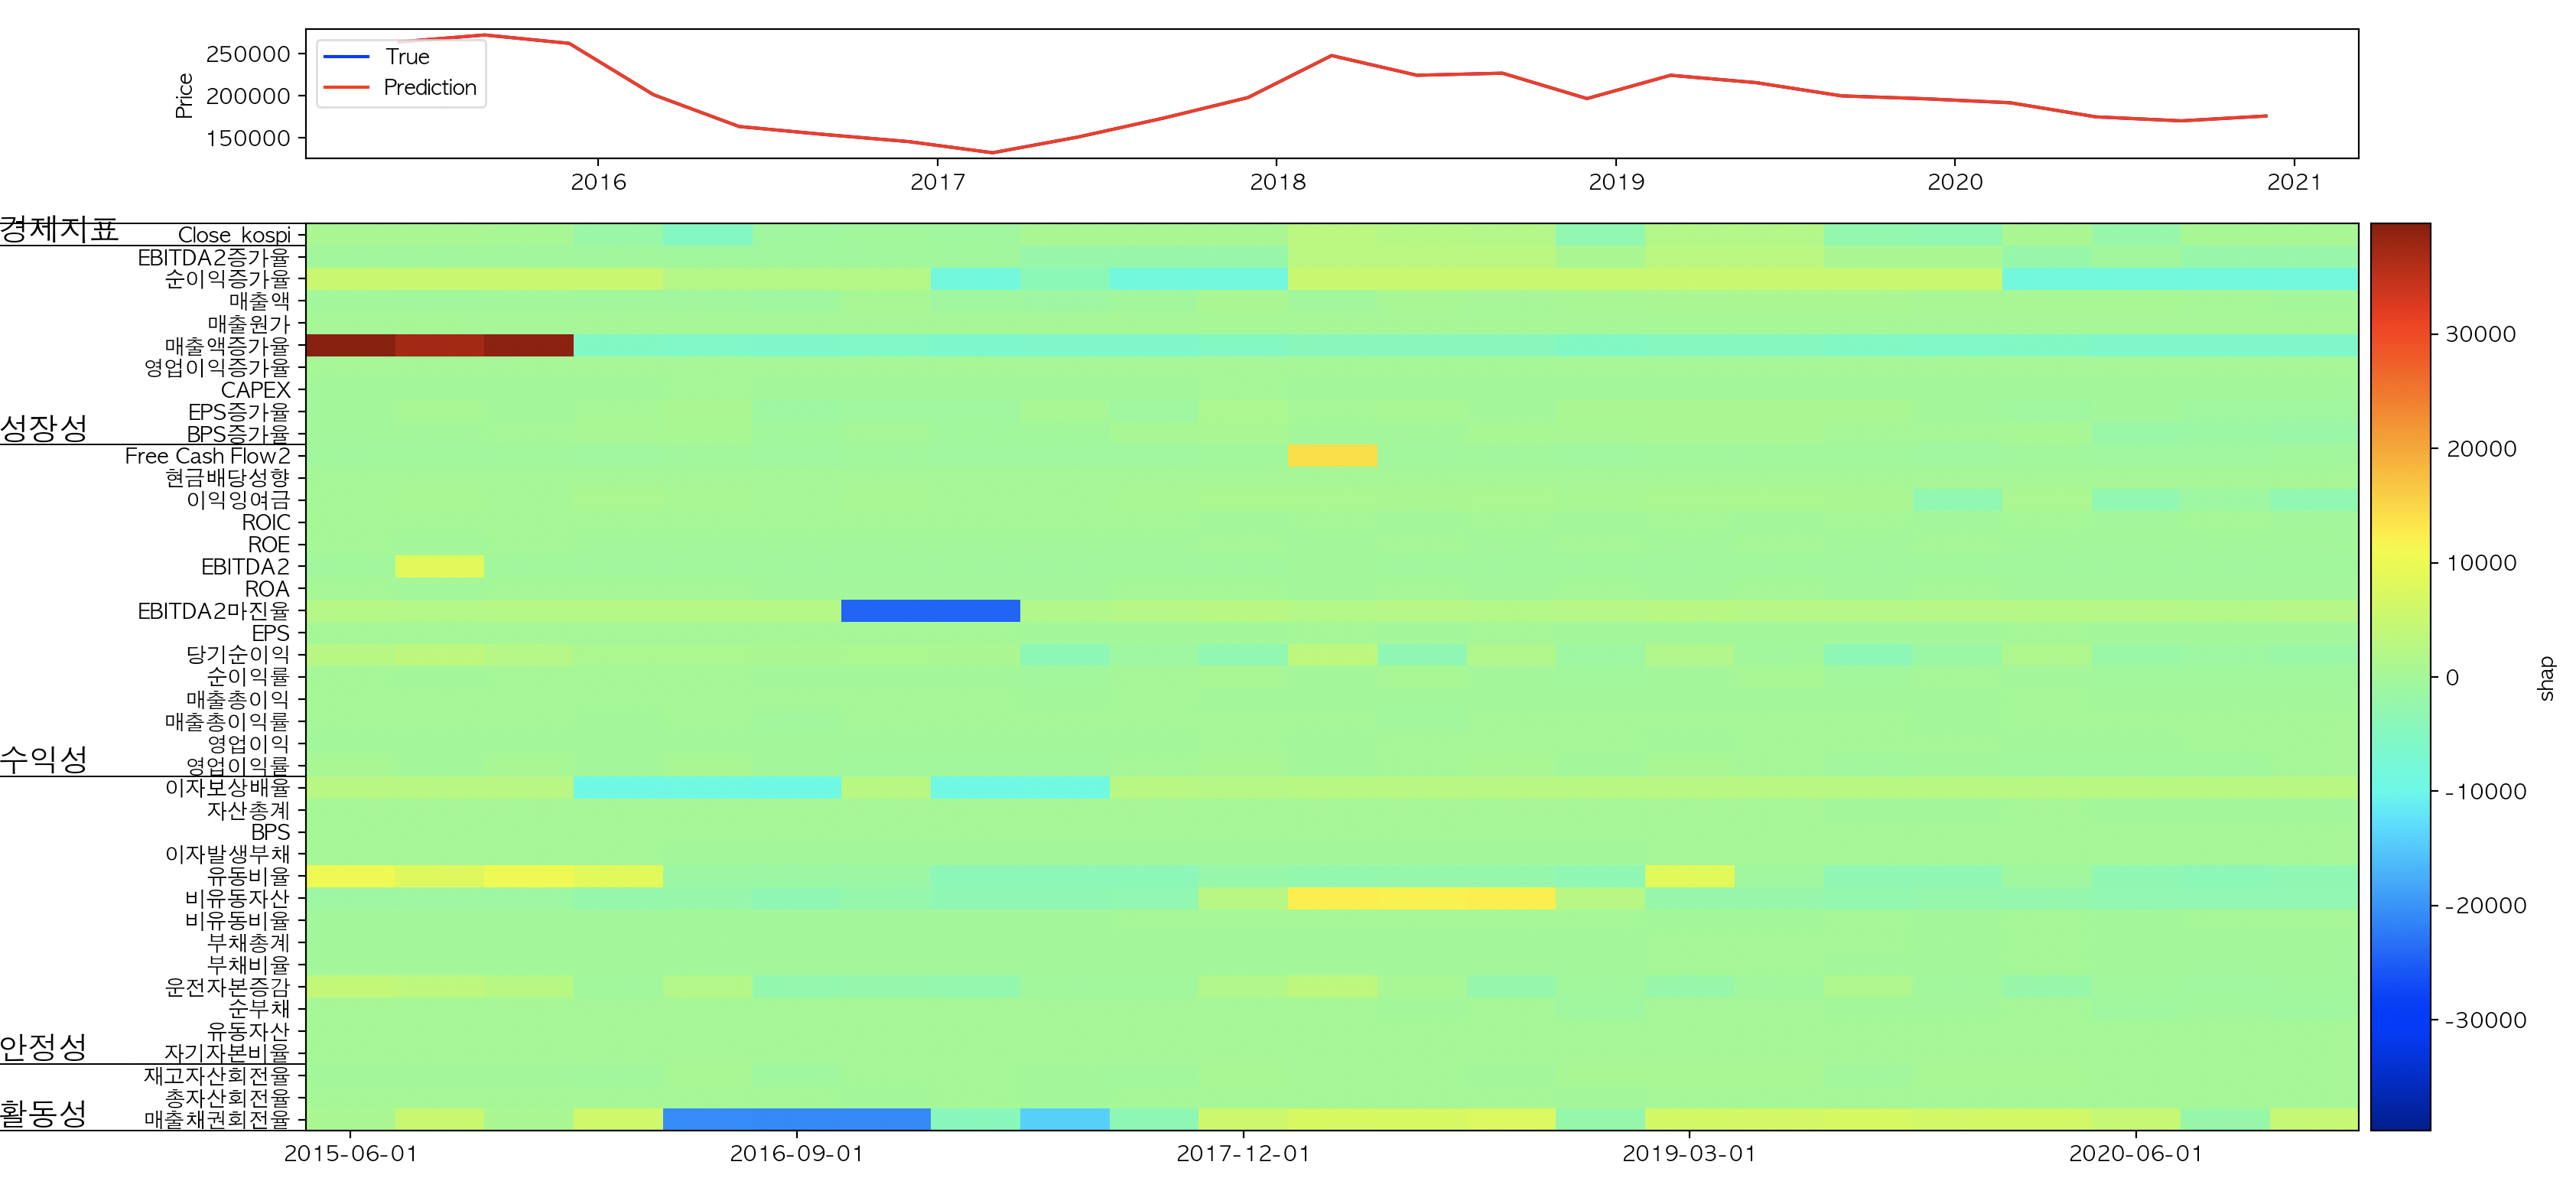 250000
200000
150000
Price
True
Prediction
2016
2017
2018
2019
2020
2021
경제지표
Close kospi
EBITDA2증가율
순이익증가율
매출액
매출원가
매출액증가율
영업이익증가율
CAPEX
EPS증가율
성장성
BPS증가율
Free Cash Flow2
현금배당성향
이익잉여금
ROIC
ROE
EBITDA2
ROA
EBITDA2마진율
EPS
당기순이익
순이익률
매출총이익
매출총이익률
영업이익
수익성
영업이익률
이자보상배율
자산총계
BPS
이자발생부채
유동비율
비유동자산
비유동비율
부채총계
부채비율
운전자본증감
순부채
유동자산
안정성
자기자본비율
재고자산회전율
총자산회전율
활동성
매출채권회전율
2015-06-01
2016-09-01
2017-12-01
2019-03-01
2020-06-01
30000
20000
10000
0
-10000
-20000
-30000
shap